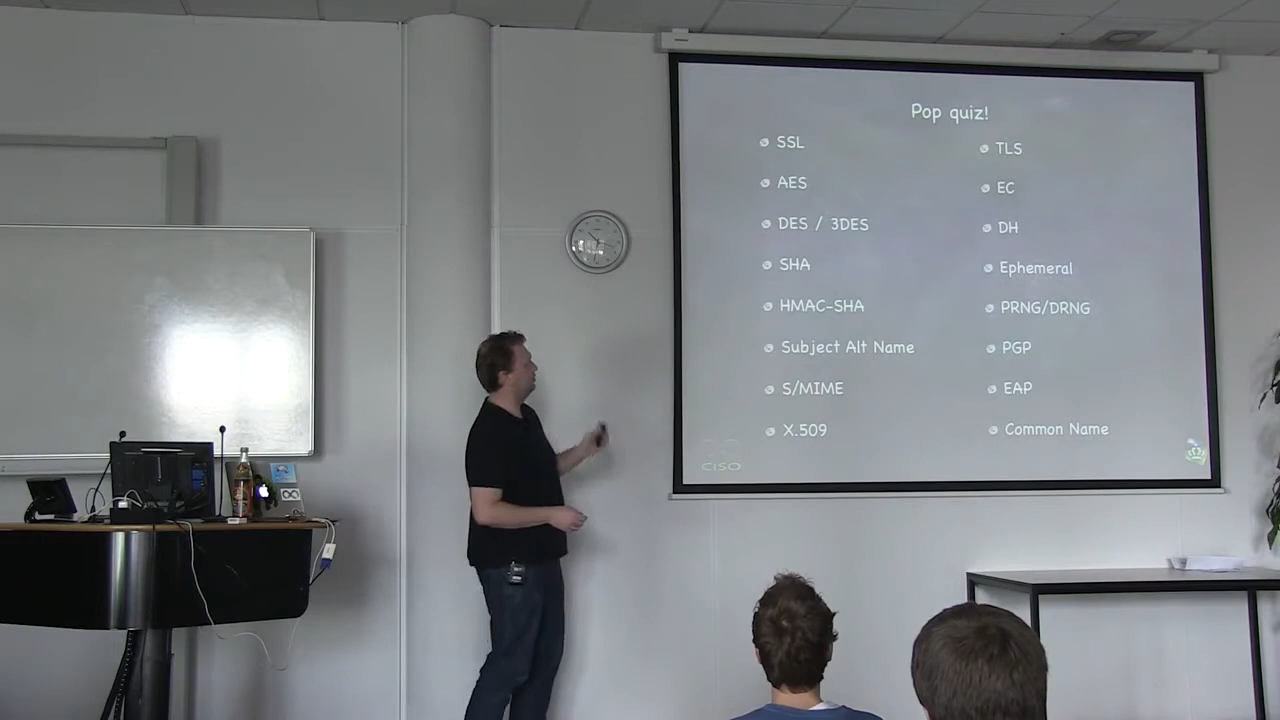 Pop quiz!
SSL
AES
DES / 3DES
SHA
HMAC-SHA
Subject Alt Name
S/MIME
X.509
TLS
EC
DH
Ephemeral
PRNG/DRNG
PGP
EAP
Common Name
CISO